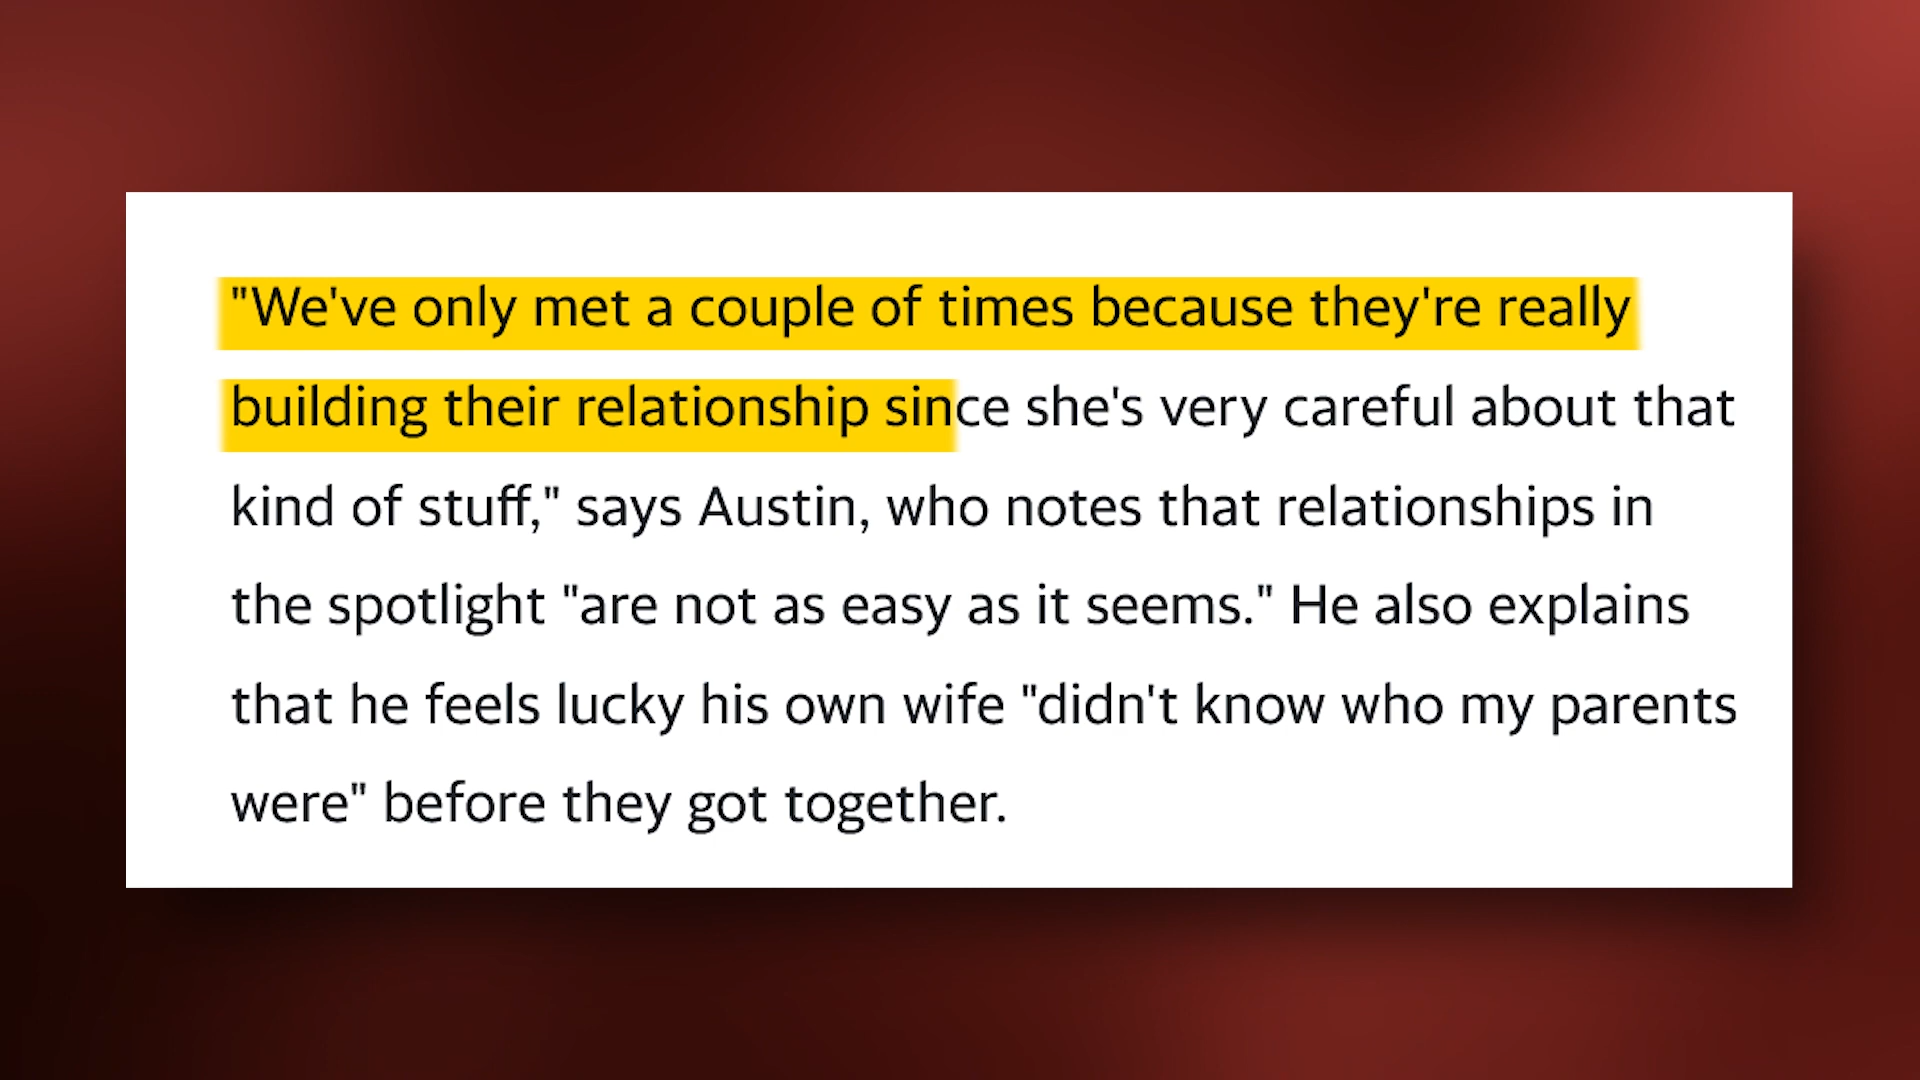 "We've only met a couple of times because they're really
building their relationship since she's very careful about that
kind of stuff," says Austin, who notes that relationships in
the spotlight "are not as easy as it seems." He also explains
that he feels lucky his own wife "didn't know who my parents
were" before they got together.